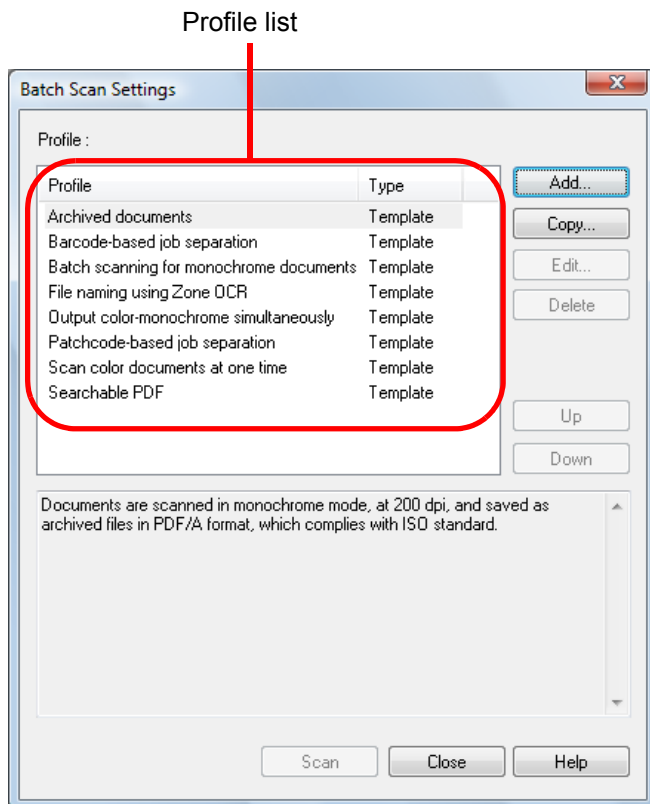 Profile list
Batch Scan Settings
Profile :
Profile Type
Add...
Archived documents Template
Copy...
Barcode-based job separation Template
Batch scanning for monochrome documents Template
Edit...
File naming using Zone OCR Template
Delete
Output color-monochrome simultaneously Template
Patchcode-based job separation Template
Scan color documents at one time Template
Searchable PDF Template
Up
Down
Documents are scanned in monochrome mode, at 200 dpi, and saved as
archived files in PDF/A format, which complies with ISO standard.
Scan Close Help